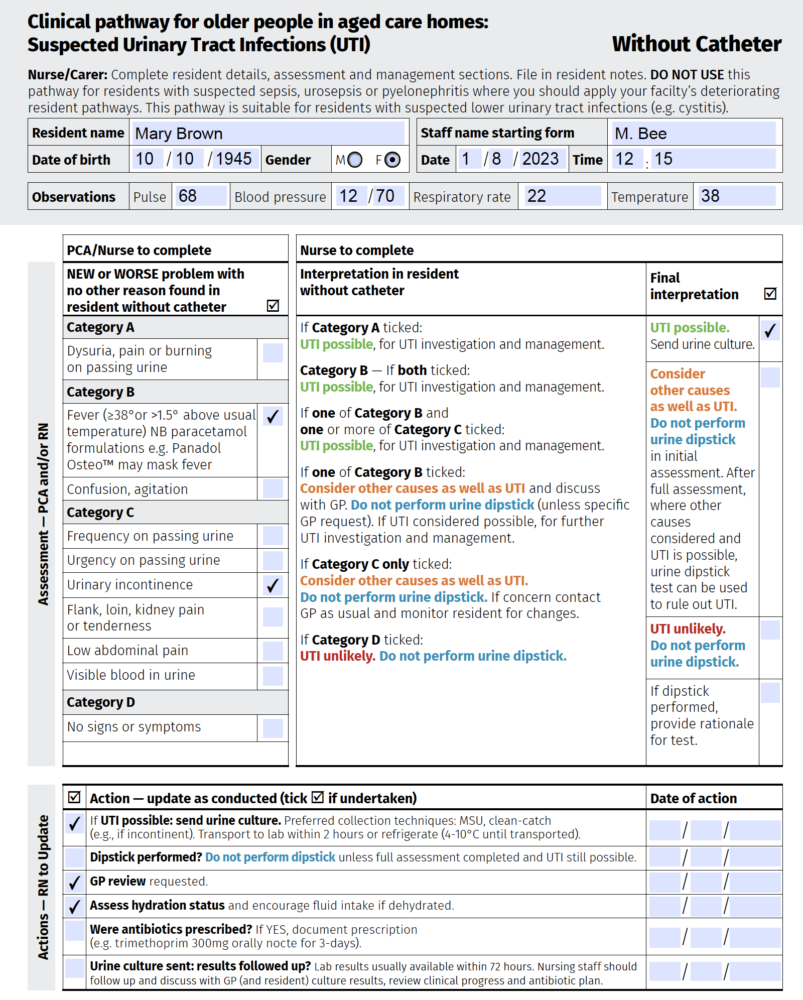 Clinical pathway for older people in aged care homes:
Suspected Urinary Tract Infections (UTI)
Without Catheter
Nurse/Carer: Complete resident details, assessment and management sections. File in resident notes. DO NOT USE this
pathway for residents with suspected sepsis, urosepsis or pyelonephritis where you should apply your facilty's deteriorating
resident pathways. This pathway is suitable for residents with suspected lower urinary tract infections (e.g. cystitis).
Resident name Mary Brown
Staff name starting form M. Bee
Date of birth 10 / 10 / 1945 Gender M F
Date 1 / 8 / 2023 Time 12 : 15
Observations Pulse 68 Blood pressure 12 / 70 Respiratory rate 22 Temperature 38
Assessment — PCA and/or RN
PCA/Nurse to complete
NEW or WORSE problem with
no other reason found in
resident without catheter ☑
Category A
Dysuria, pain or burning
on passing urine
Category B
Fever (≥38°or >1.5° above usual ✓
temperature) NB paracetamol
formulations e.g. Panadol
Osteo™ may mask fever
Confusion, agitation
Category C
Frequency on passing urine
Urgency on passing urine
Urinary incontinence ✓
Flank, loin, kidney pain
or tenderness
Low abdominal pain
Visible blood in urine
Category D
No signs or symptoms
Nurse to complete
Interpretation in resident
without catheter
If Category A ticked:
UTI possible, for UTI investigation and management.
Category B — If both ticked:
UTI possible, for UTI investigation and management.
If one of Category B and
one or more of Category C ticked:
UTI possible, for UTI investigation and management.
If one of Category B ticked:
Consider other causes as well as UTI and discuss
with GP. Do not perform urine dipstick (unless specific
GP request). If UTI considered possible, for further
UTI investigation and management.
If Category C only ticked:
Consider other causes as well as UTI.
Do not perform urine dipstick. If concern contact
GP as usual and monitor resident for changes.
If Category D ticked:
UTI unlikely. Do not perform urine dipstick.
Final
interpretation ☑
UTI possible. ✓
Send urine culture.
Consider
other causes
as well as UTI.
Do not perform
urine dipstick
in initial
assessment. After
full assessment,
where other
causes
considered and
UTI is possible,
urine dipstick
test can be used
to rule out UTI.
UTI unlikely.
Do not perform
urine dipstick.
If dipstick
performed,
provide rationale
for test.
Actions — RN to Update
☑ Action — update as conducted (tick ☑ if undertaken) Date of action
✓ If UTI possible: send urine culture. Preferred collection techniques: MSU, clean-catch / /
(e.g., if incontinent). Transport to lab within 2 hours or refrigerate (4-10°C until transported).
Dipstick performed? Do not perform dipstick unless full assessment completed and UTI still possible. / /
✓ GP review requested. / /
✓ Assess hydration status and encourage fluid intake if dehydrated. / /
Were antibiotics prescribed? If YES, document prescription / /
(e.g. trimethoprim 300mg orally nocte for 3-days).
Urine culture sent: results followed up? Lab results usually available within 72 hours. Nursing staff should / /
follow up and discuss with GP (and resident) culture results, review clinical progress and antibiotic plan.